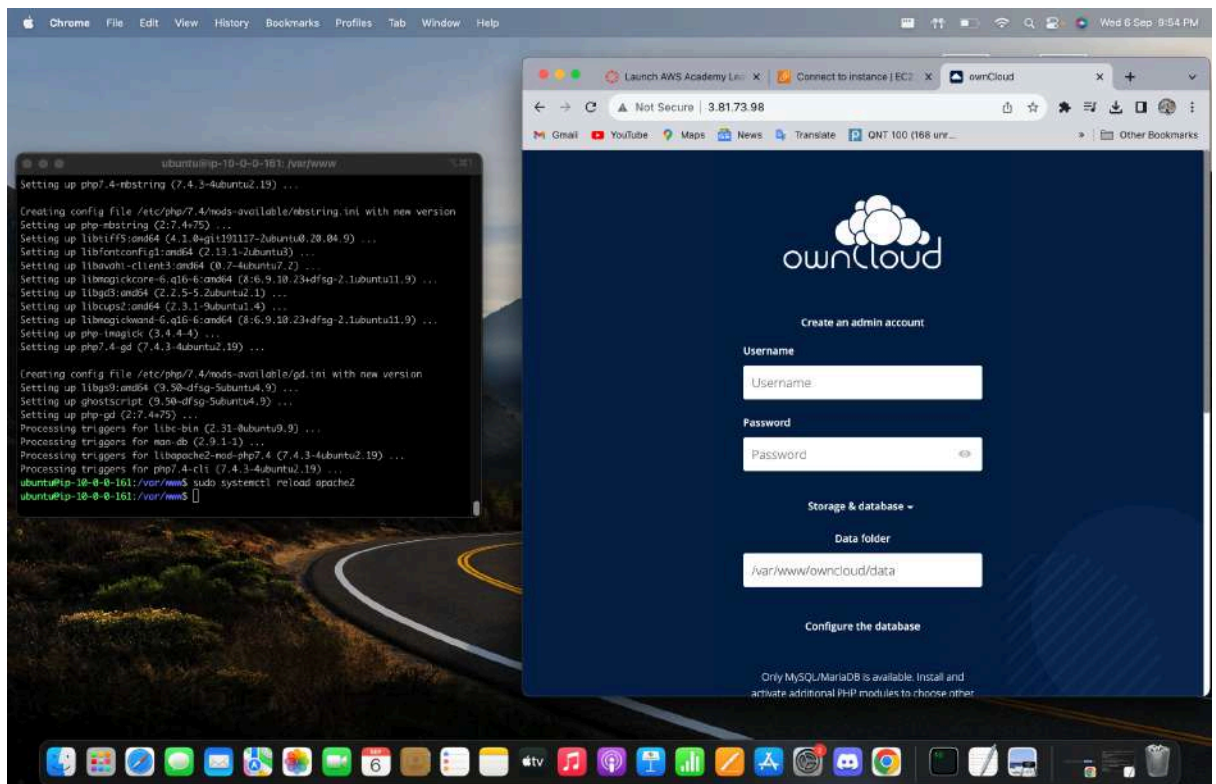 Chrome File Edit View History Bookmarks Profiles Tab Window Help
Wed 6 Sep 9:54 PM
ubuntu@ip-10-0-0-161: /var/www
Setting up php7.4-mbstring (7.4.3-4ubuntu2.19) ...
Creating config file /etc/php/7.4/mods-available/mbstring.ini with new version
Setting up php-mbstring (2:7.4+75) ...
Setting up libtiff5:amd64 (4.1.0+git191117-2ubuntu0.20.04.9) ...
Setting up libfontconfig1:amd64 (2.13.1-2ubuntu3) ...
Setting up libavahi-client3:amd64 (0.7-4ubuntu7.2) ...
Setting up libmagickcore-6.q16-6:amd64 (8:6.9.10.23+dfsg-2.1ubuntu11.9) ...
Setting up libgd3:amd64 (2.2.5-5.2ubuntu2.1) ...
Setting up libcups2:amd64 (2.3.1-9ubuntu1.4) ...
Setting up libmagickwand-6.q16-6:amd64 (8:6.9.10.23+dfsg-2.1ubuntu11.9) ...
Setting up php-imagick (3.4.4-4) ...
Setting up php7.4-gd (7.4.3-4ubuntu2.19) ...
Creating config file /etc/php/7.4/mods-available/gd.ini with new version
Setting up libgs9:amd64 (9.50~dfsg-5ubuntu4.9) ...
Setting up ghostscript (9.50~dfsg-5ubuntu4.9) ...
Setting up php-gd (2:7.4+75) ...
Processing triggers for libc-bin (2.31-0ubuntu9.9) ...
Processing triggers for man-db (2.9.1-1) ...
Processing triggers for libapache2-mod-php7.4 (7.4.3-4ubuntu2.19) ...
Processing triggers for php7.4-cli (7.4.3-4ubuntu2.19) ...
ubuntu@ip-10-0-0-161:/var/www$ sudo systemctl reload apache2
ubuntu@ip-10-0-0-161:/var/www$
Launch AWS Academy Lea Connect to instance | EC2 ownCloud
Not Secure | 3.81.73.98
Gmail YouTube Maps News Translate QNT 100 (168 unr... Other Bookmarks
ownCloud
Create an admin account
Username
Username
Password
Password
Storage & database
Data folder
/var/www/owncloud/data
Configure the database
Only MySQL/MariaDB is available. Install and
activate additional PHP modules to choose other
SEP
6
tv